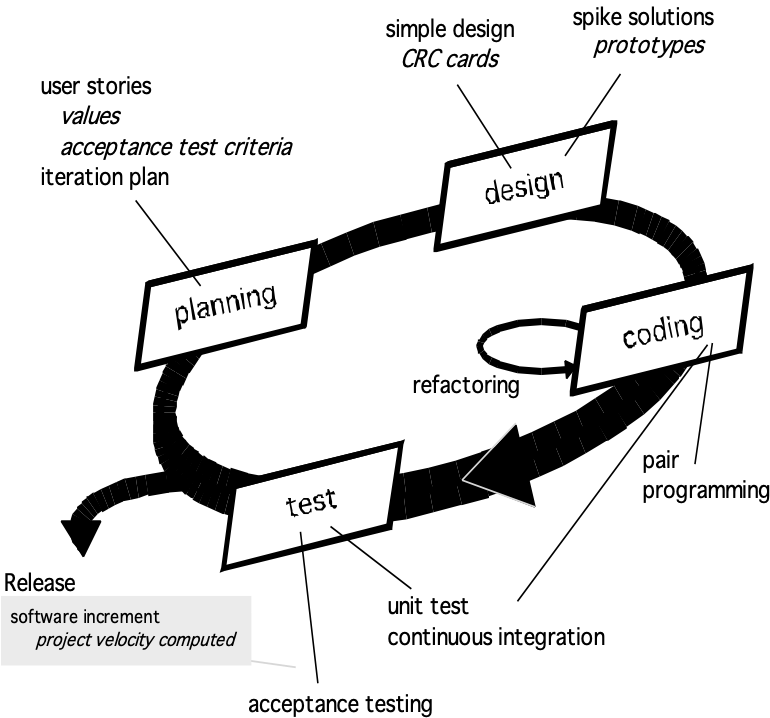 simple design
CRC cards
spike solutions
prototypes
user stories
values
acceptance test criteria
iteration plan
design
planning
coding
refactoring
test
pair
programming
Release
software increment
project velocity computed
unit test
continuous integration
acceptance testing